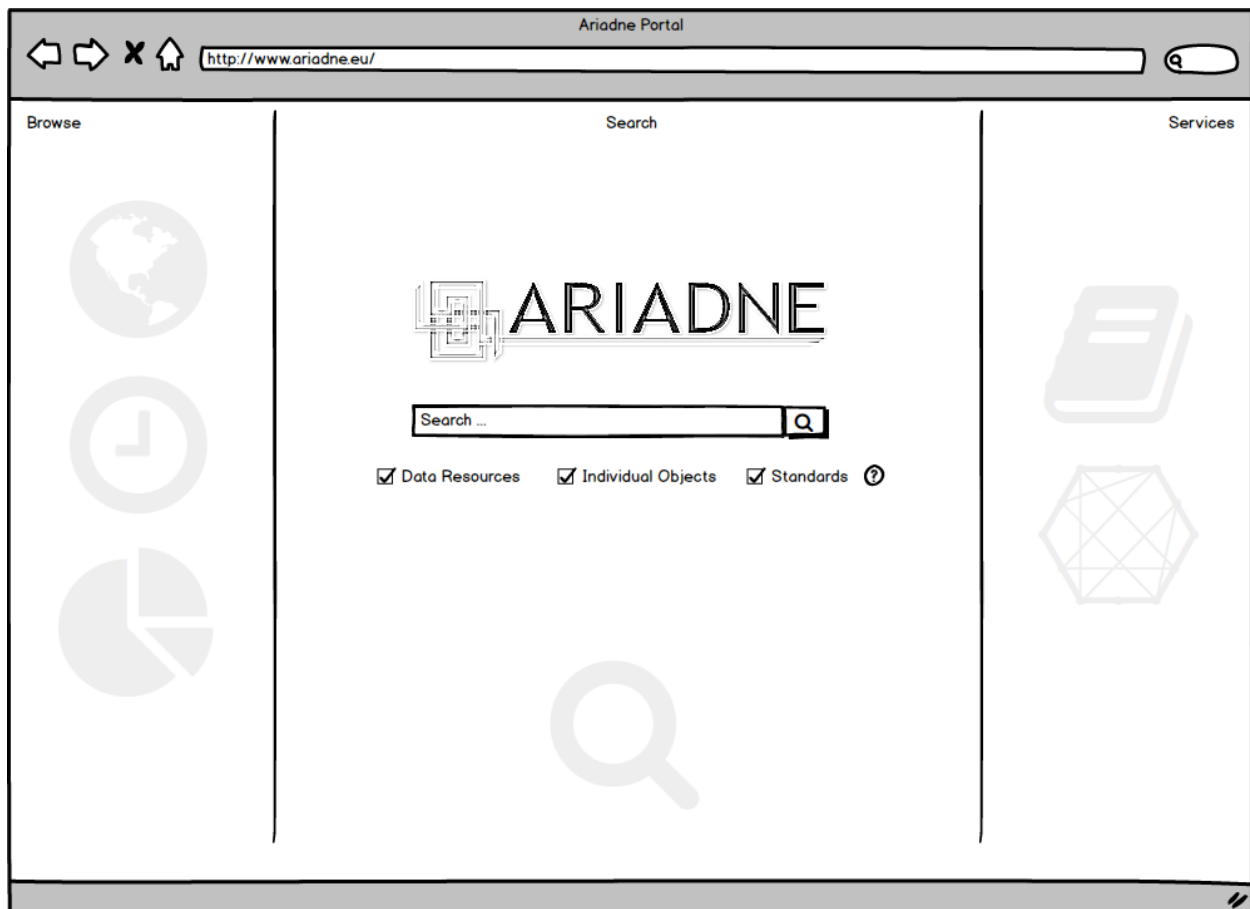 Ariadne Portal
http://www.ariadne.eu/
Browse
Search
Services
ARIADNE
Search ...
Data Resources
Individual Objects
Standards
?